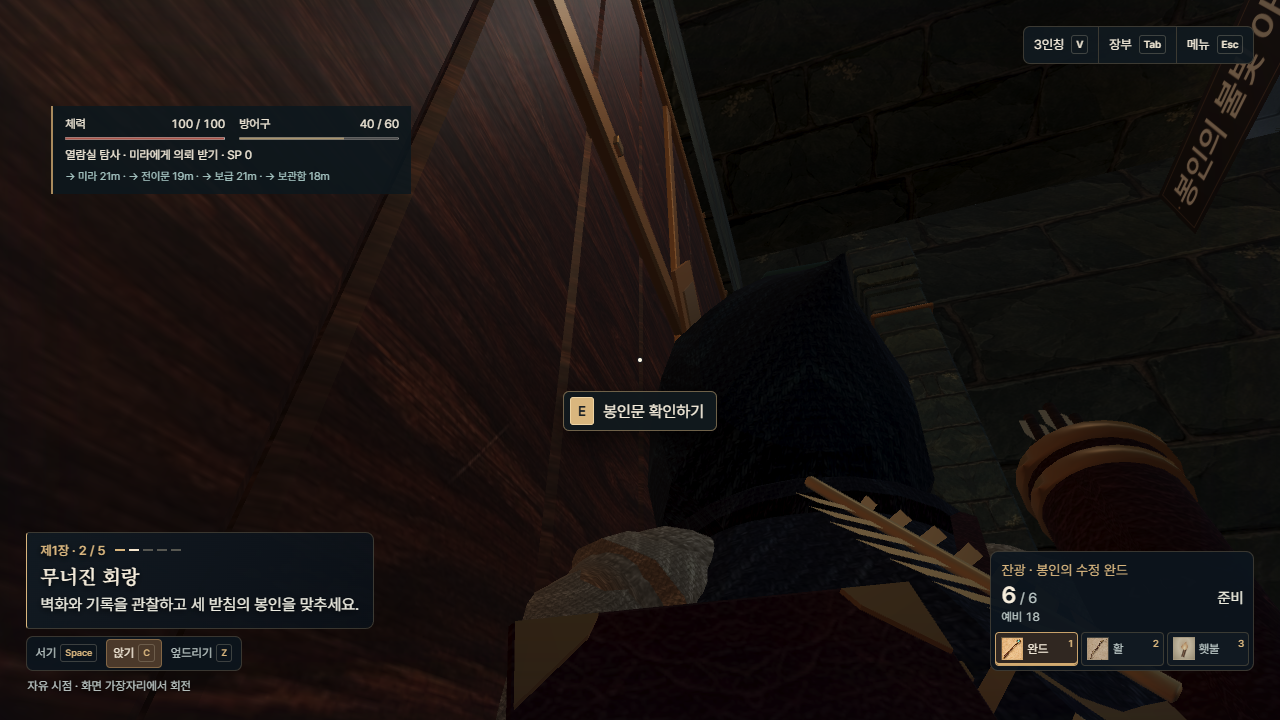 3인칭 V 장부 Tab 메뉴 Esc
봉인의 불빛
체력 100 / 100 방어구 40 / 60
열람실 탐사 · 미라에게 의뢰 받기 · SP 0
→ 미라 21m · → 전이문 19m · → 보급 21m · → 보관함 18m
E 봉인문 확인하기
제1장 · 2 / 5
무너진 회랑
벽화와 기록을 관찰하고 세 받침의 봉인을 맞추세요.
서기 Space 앉기 C 엎드리기 Z
자유 시점 · 화면 가장자리에서 회전
잔광 · 봉인의 수정 완드
6 / 6 준비
예비 18
완드 1 활 2 횃불 3